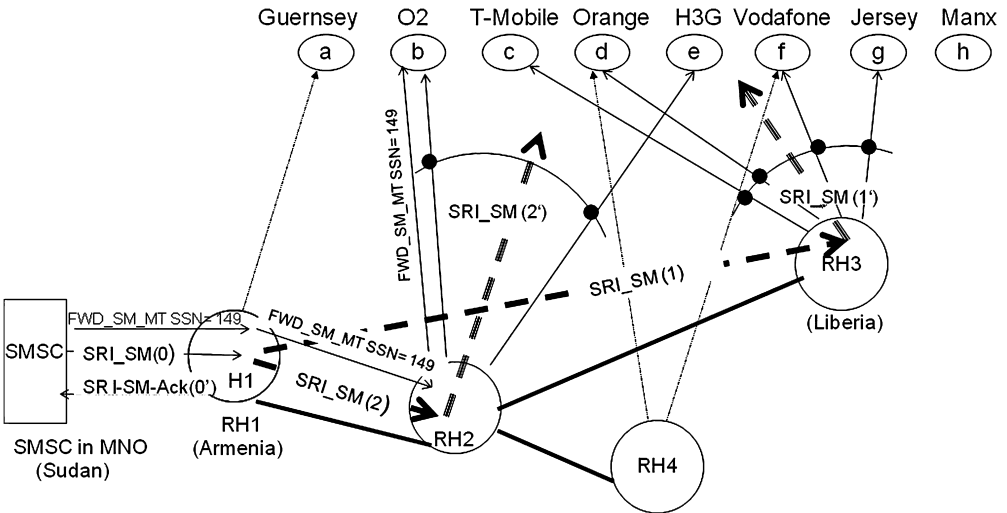 Guernsey O2 T-Mobile Orange H3G Vodafone Jersey Manx
a b c d e f g h
FWD_SM_MT SSN=149
SRI_SM(2')
SRI_SM(1')
SRI_SM(1)
RH3
(Liberia)
FWD_SM_MT SSN=149
FWD_SM_MT SSN=149
SMSC
SRI_SM(0)
SRI-SM-Ack(0')
H1
SRI_SM(2)
RH1
(Armenia)
RH2
RH4
SMSC in MNO
(Sudan)